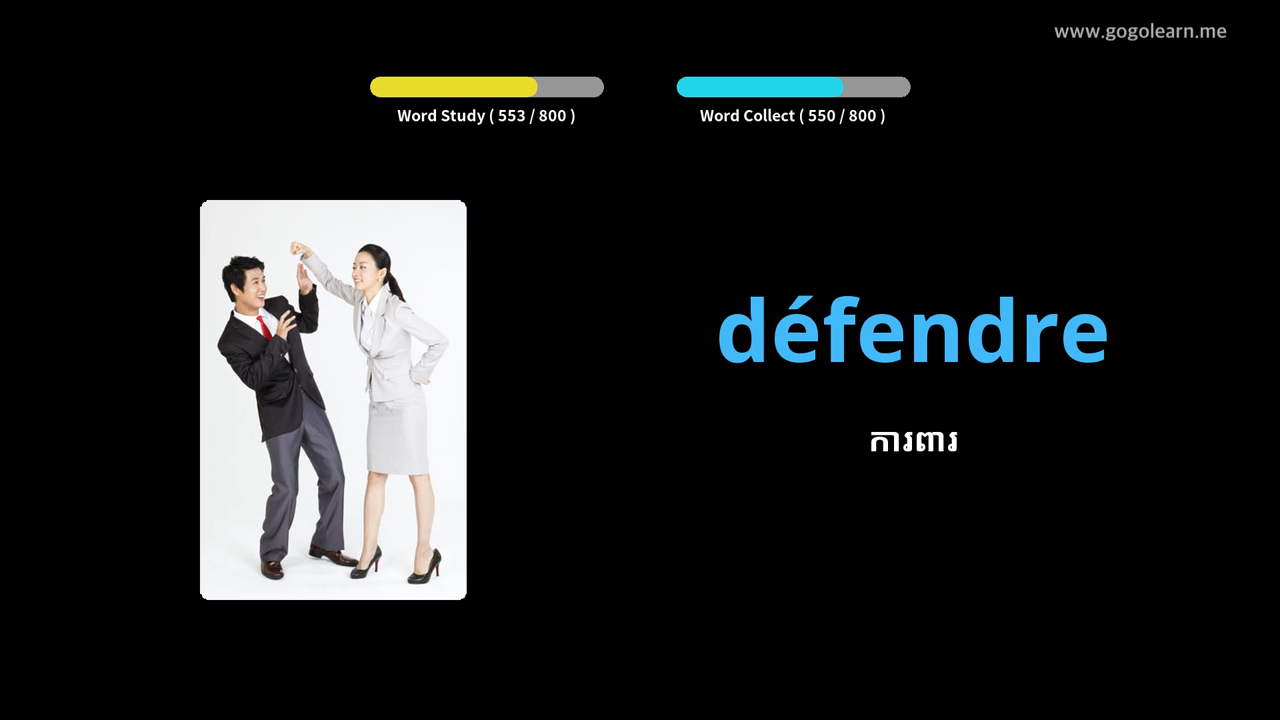 www.gogolearn.me
Word Study ( 553 / 800 )
Word Collect ( 550 / 800 )
défendre
ការពារ